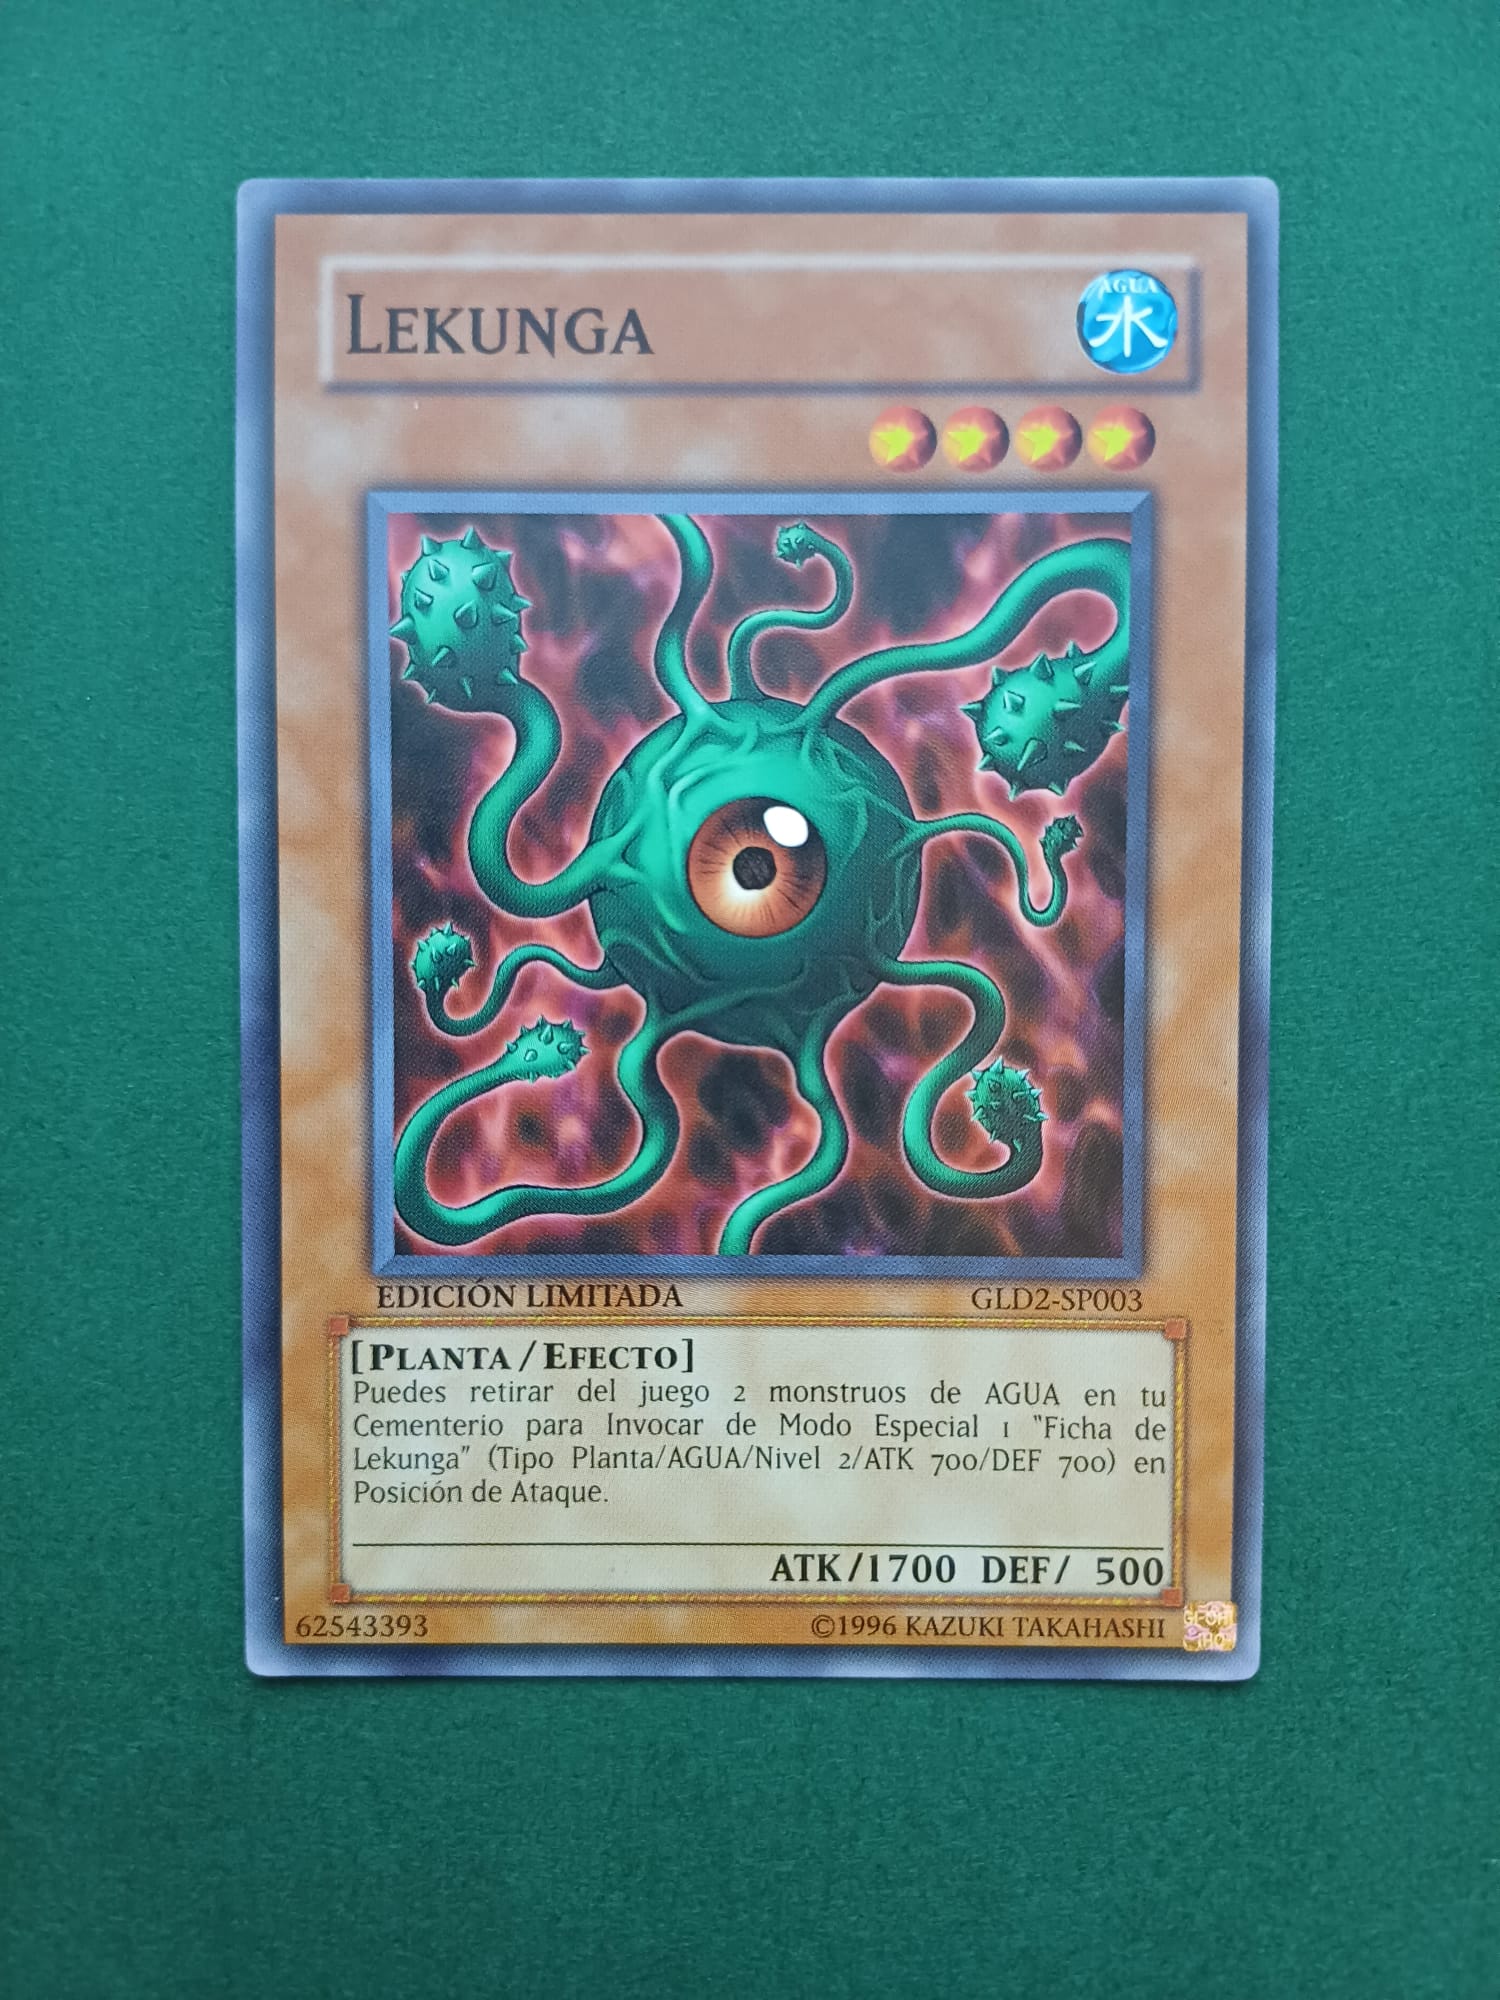 LEKUNGA
AGUA
水
EDICIÓN LIMITADA
GLD2-SP003
[PLANTA/EFECTO]
Puedes retirar del juego 2 monstruos de AGUA en tu
Cementerio para Invocar de Modo Especial 1 "Ficha de
Lekunga" (Tipo Planta/AGUA/Nivel 2/ATK 700/DEF 700) en
Posición de Ataque.
ATK/1700 DEF/ 500
62543393
©1996 KAZUKI TAKAHASHI